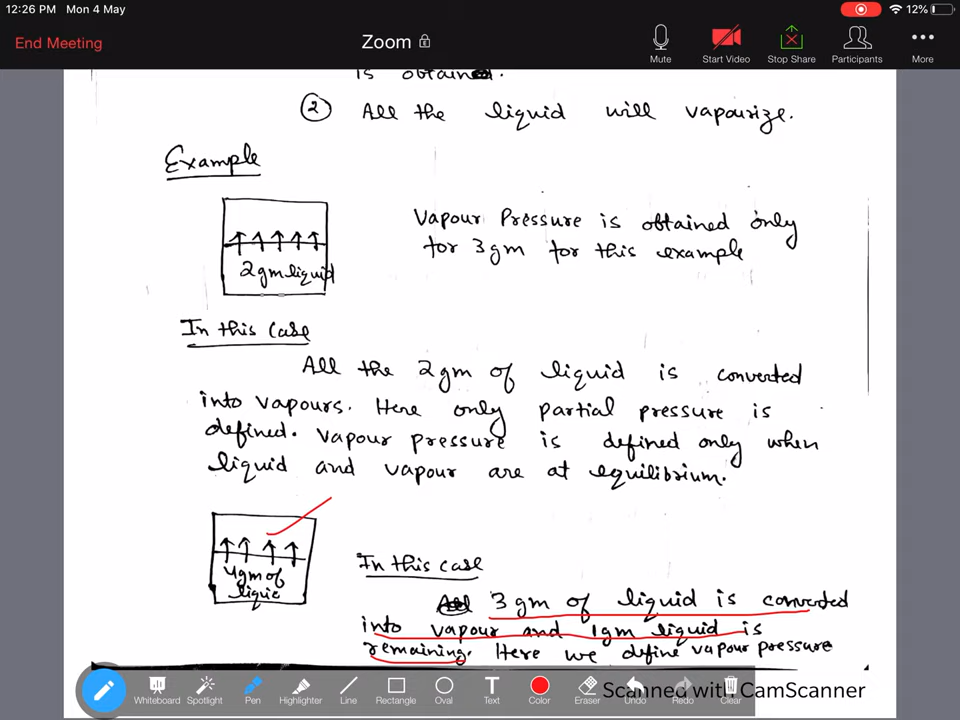 12:26 PM Mon 4 May
12%
End Meeting
Zoom
Mute
Start Video
Stop Share
Participants
More
is obtained.
② All the liquid will vapourize.
Example
2gm liquid
Vapour Pressure is obtained only
for 3gm for this example
In this case
All the 2gm of liquid is converted
into vapours. Here only partial pressure is
defined. Vapour pressure is defined only when
liquid and vapour are at equilibrium.
4gm of
liquid
In this case
3gm of liquid is converted
into vapour and 1gm liquid is
remaining. Here we define vapour pressure
Scanned with CamScanner
Whiteboard
Spotlight
Pen
Highlighter
Line
Rectangle
Oval
Text
Color
Eraser
Undo
Redo
Clear